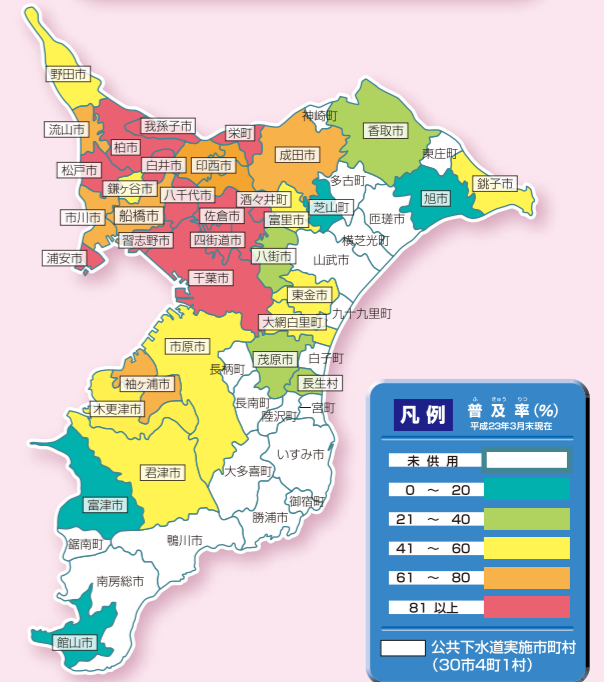 野田市
流山市
我孫子市
栄町
神崎町
香取市
柏市
成田市
東庄町
松戸市
白井市
印西市
多古町
銚子市
鎌ヶ谷市
八千代市
酒々井町
旭市
市川市
船橋市
佐倉市
富里市
芝山町
匝瑳市
習志野市
四街道市
横芝光町
浦安市
八街市
山武市
千葉市
東金市
九十九里町
大網白里町
市原市
茂原市
白子町
長柄町
袖ヶ浦市
長生村
木更津市
長南町
一宮町
睦沢町
いすみ市
君津市
大多喜町
富津市
御宿町
勝浦市
鋸南町
鴨川市
南房総市
館山市
凡例
ふ きゅう りつ
普及率(%)
平成23年3月末現在
未供用
0 ~ 20
21 ~ 40
41 ~ 60
61 ~ 80
81 以上
公共下水道実施市町村
(30市4町1村)